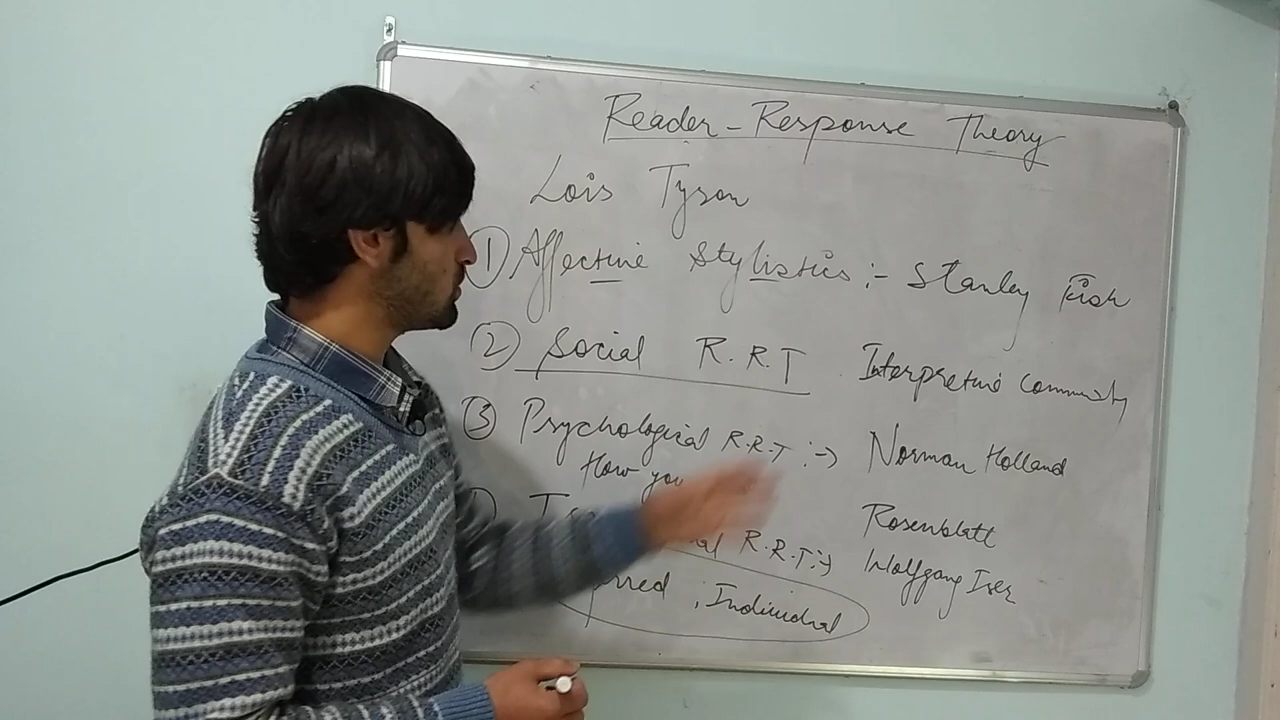 Reader-Response Theory
Lois Tyson
① Affective Stylistics :- Stanley Fish
② Social R.R.T Interpretive Community
③ Psychological R.R.T :-> Norman Holland
How you
Rosenblatt
R.R.T :-> Wolfgang Iser
, Individual